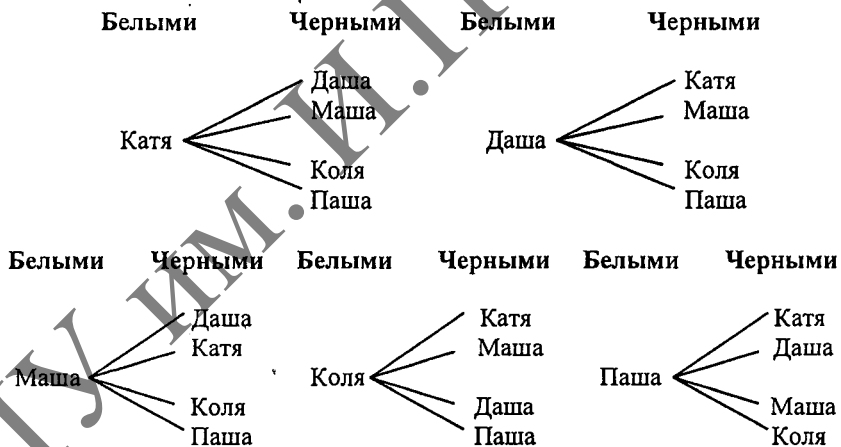 Белыми Черными Белыми Черными
Даша Катя
Маша Маша
Катя Даша
Коля Коля
Паша Паша
Белыми Черными Белыми Черными Белыми Черными
Даша Катя Катя
Катя Маша Даша
Маша Коля Паша
Коля Даша Маша
Паша Паша Коля
им. И.П